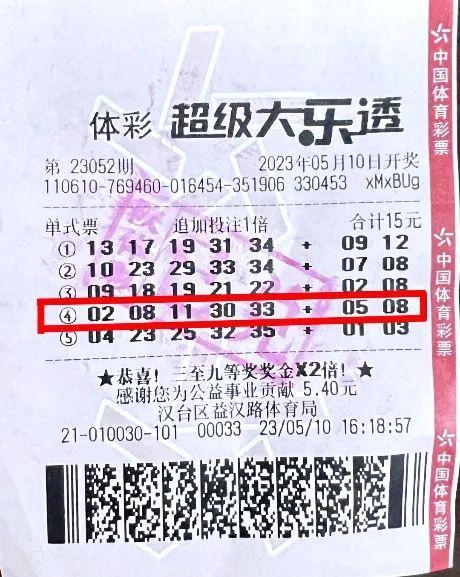 体彩 超级大乐透
第 23052期 2023年05月10日开奖
110610-769460-016454-351906 330453 xMxBUg
单式票 追加投注1倍 合计15元
① 13 17 19 31 34 + 09 12
② 10 23 29 33 34 + 07 08
③ 09 18 19 21 22 + 02 08
④ 02 08 11 30 33 + 05 08
⑤ 04 23 25 32 35 + 01 03
★恭喜！三至九等奖奖金X2倍！★
感谢您为公益事业贡献 5.40元
汉台区益汉路体育局
21-010030-101 00033 23/05/10 16:18:57
中国体育彩票
中国体育彩票
中国体育彩票